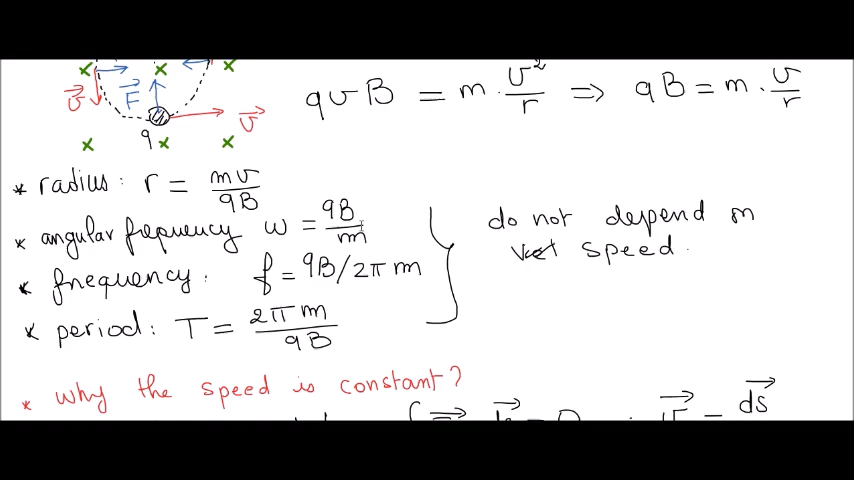 x x x
v F q v
x x x
qvB = m · v²/r ⇒ qB = m · v/r
* radius: r = mv/qB
* angular frequency ω = qB/m
* frequency: f = qB/2πm
* period: T = 2πm/qB
do not depend on
speed.
* why the speed is constant?
ds